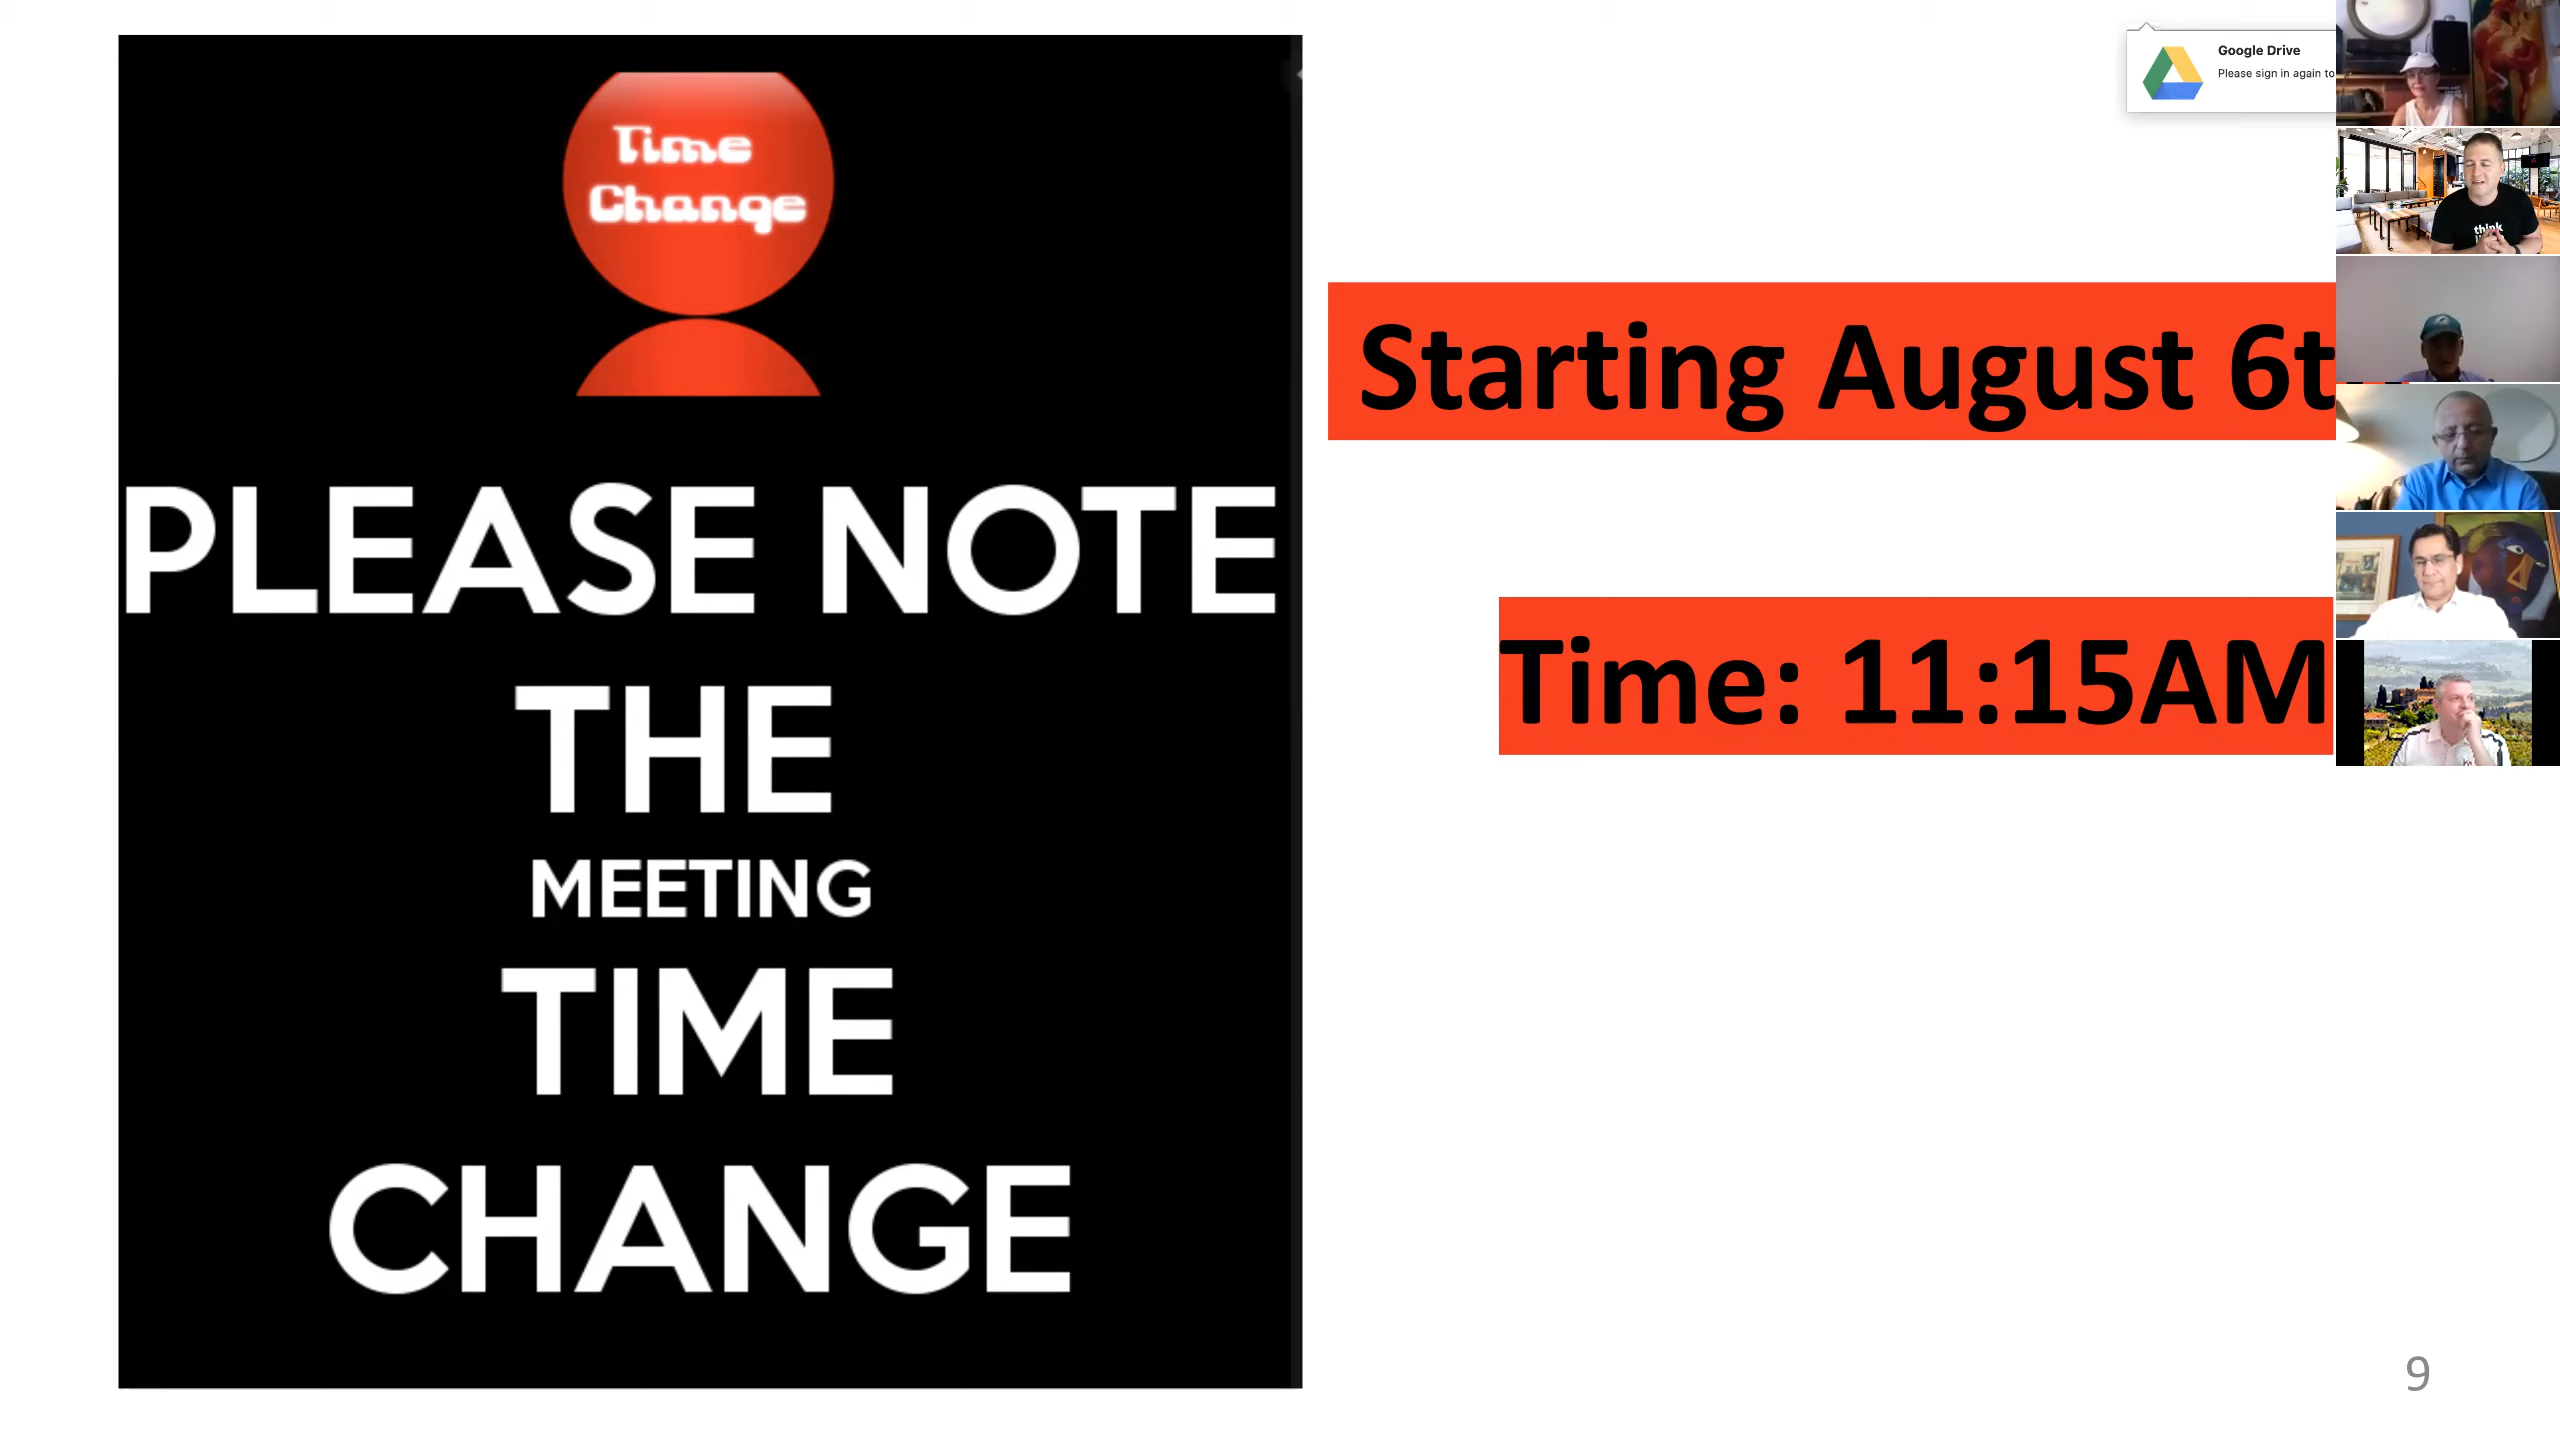 Time
Change
PLEASE NOTE
THE
MEETING
TIME
CHANGE
Starting August 6t
Time: 11:15AM
Google Drive
Please sign in again to
think
9